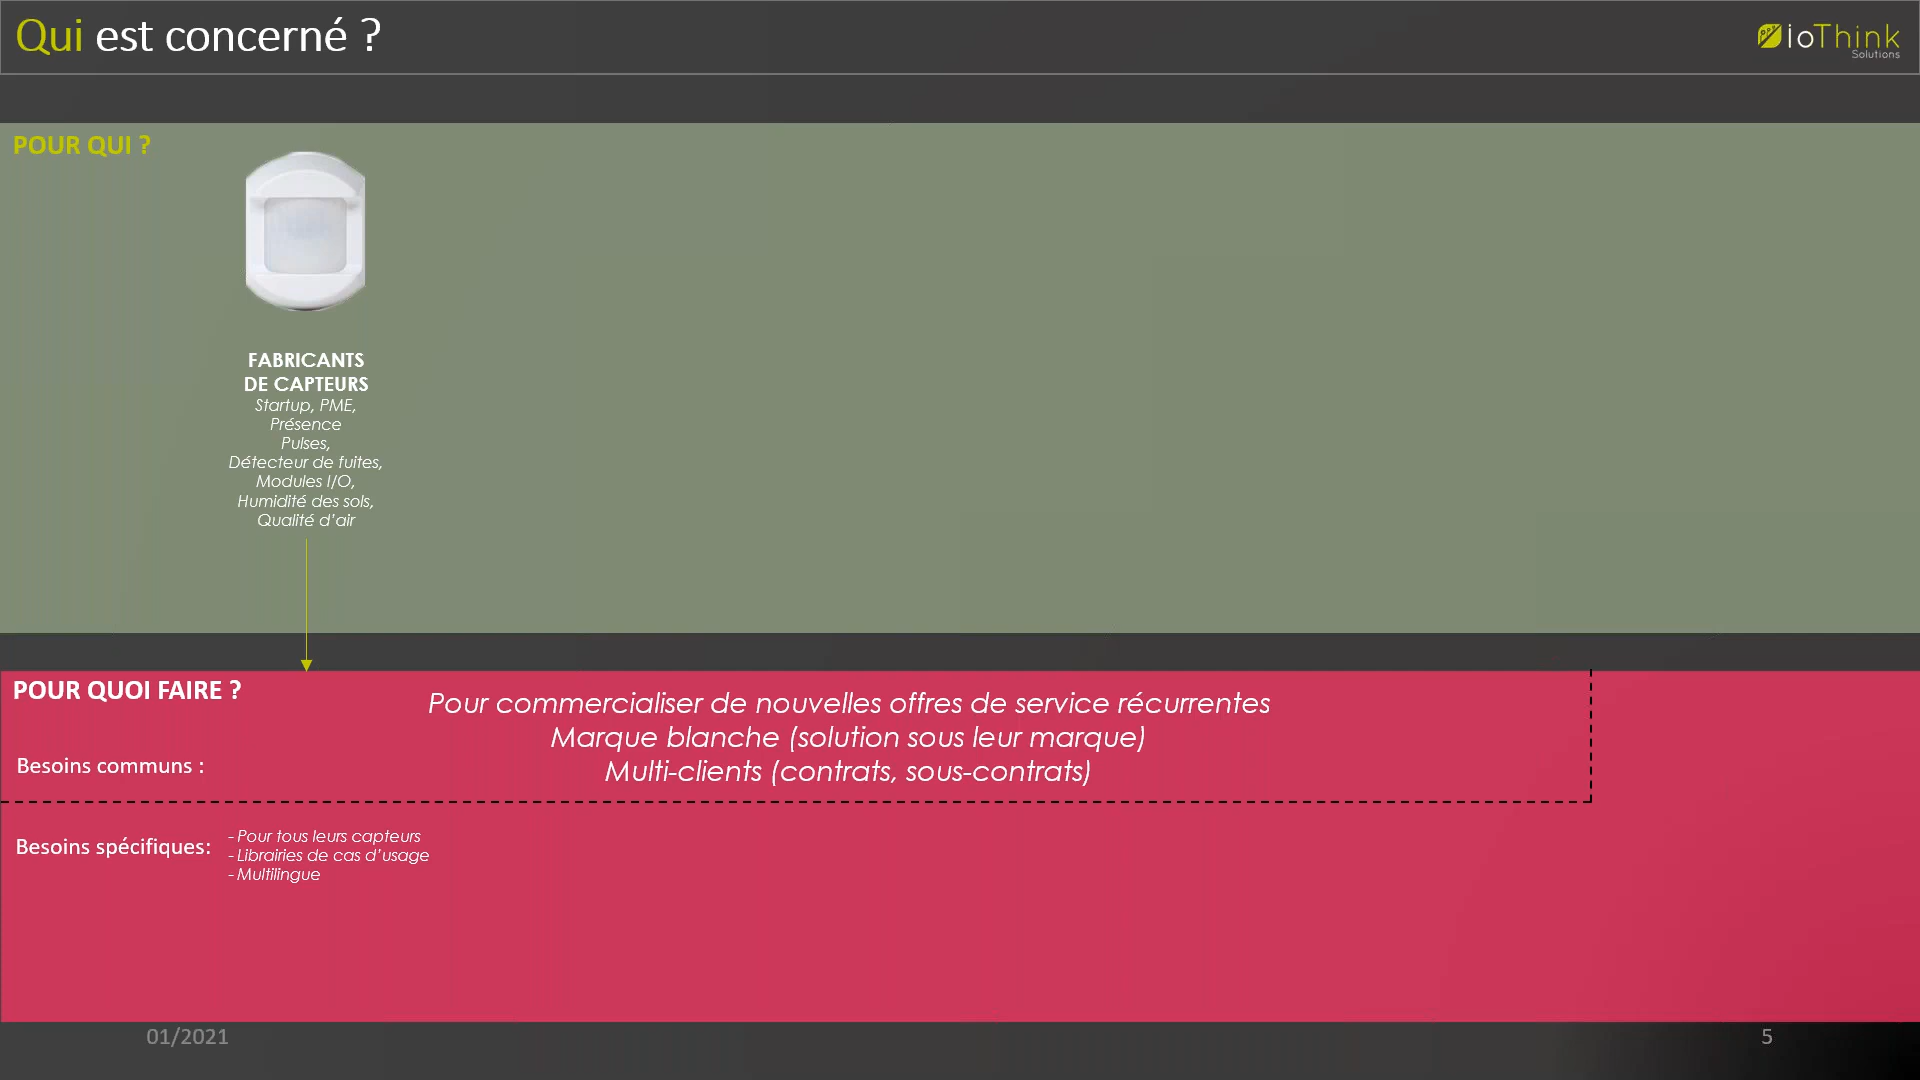 Qui est concerné ?
ioThink
Solutions
POUR QUI ?
FABRICANTS
DE CAPTEURS
Startup, PME,
Présence
Pulses,
Détecteur de fuites,
Modules I/O,
Humidité des sols,
Qualité d'air
POUR QUOI FAIRE ?
Pour commercialiser de nouvelles offres de service récurrentes
Marque blanche (solution sous leur marque)
Multi-clients (contrats, sous-contrats)
Besoins communs :
Besoins spécifiques:
- Pour tous leurs capteurs
- Librairies de cas d'usage
- Multilingue
01/2021
5